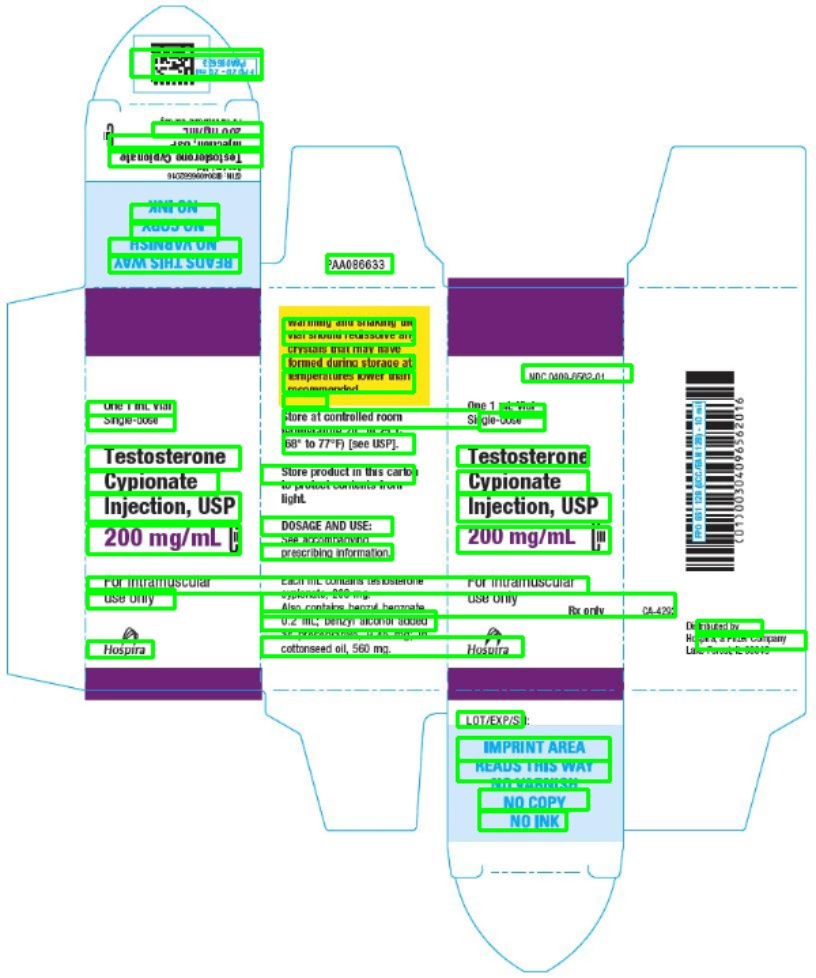 FPO 2D - 20 mil
PAA086633
200 mg/mL
Injection, USP
Testosterone Cypionate
NO INK
NO COPY
NO VARNISH
READS THIS WAY
One 1 mL Vial
Single-dose
Testosterone
Cypionate
Injection, USP
200 mg/mL
For intramuscular
use only
Hospira
PAA086633
Warming and shaking the
vial should redissolve any
crystals that may have
formed during storage at
temperatures lower than
recommended.
Store at controlled room
temperature 20° to 25°C
(68° to 77°F) [see USP].
Store product in this carton
to protect contents from
light.
DOSAGE AND USE:
See accompanying
prescribing information.
Each mL contains testosterone
cypionate, 200 mg.
Also contains benzyl benzoate,
0.2 mL; benzyl alcohol added
as preservative, 9.45 mg; in
cottonseed oil, 560 mg.
NDC 0409-6562-01
One 1 mL Vial
Single-dose
Testosterone
Cypionate
Injection, USP
200 mg/mL
For intramuscular
use only
Rx only
Hospira
LOT/EXP/SN:
IMPRINT AREA
READS THIS WAY
NO VARNISH
NO COPY
NO INK
(01)00304096562016
CA-4292
Distributed by
Hospira, a Pfizer Company
Lake Forest, IL 60045